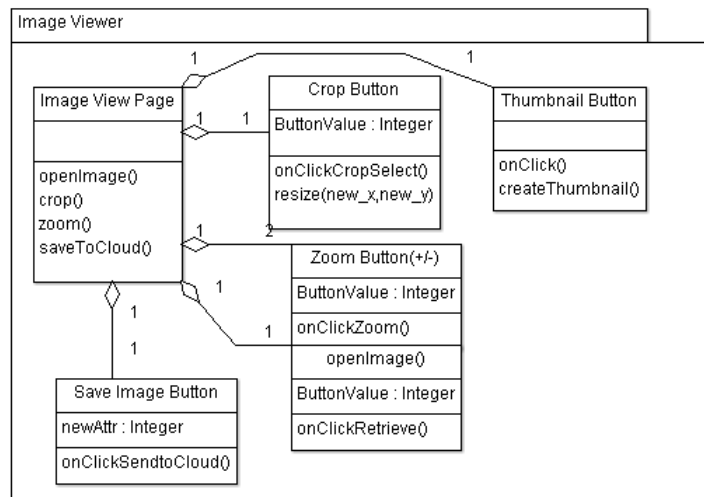 Image Viewer
1
1
Image View Page
openImage()
crop()
zoom()
saveToCloud()
1
1
Crop Button
ButtonValue : Integer
onClickCropSelect()
resize(new_x,new_y)
Thumbnail Button
onClick()
createThumbnail()
1
2
Zoom Button(+/-)
ButtonValue : Integer
onClickZoom()
1
1
openImage()
ButtonValue : Integer
onClickRetrieve()
1
1
Save Image Button
newAttr : Integer
onClickSendtoCloud()